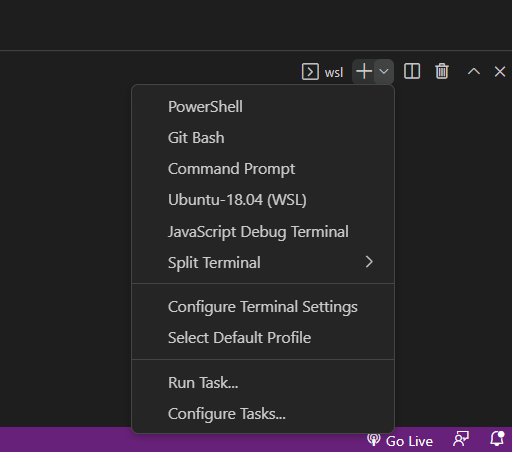 wsl
PowerShell
Git Bash
Command Prompt
Ubuntu-18.04 (WSL)
JavaScript Debug Terminal
Split Terminal
Configure Terminal Settings
Select Default Profile
Run Task...
Configure Tasks...
Go Live